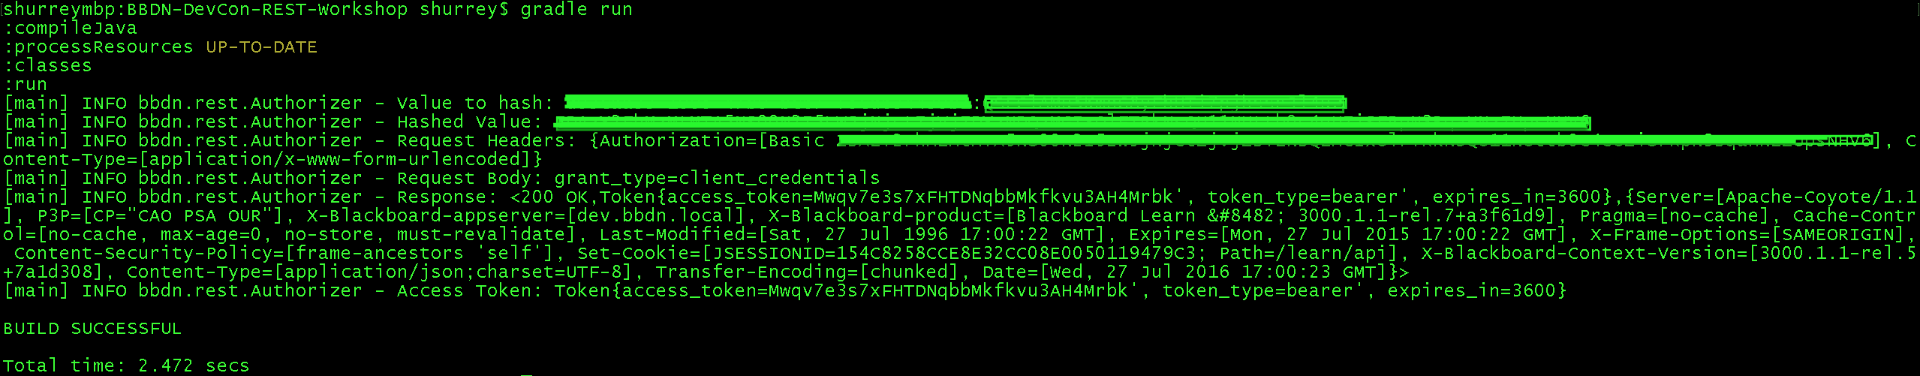 shurreymbp:BBDN-DevCon-REST-Workshop shurrey$ gradle run
:compileJava
:processResources UP-TO-DATE
:classes
:run
[main] INFO bbdn.rest.Authorizer - Value to hash: :
[main] INFO bbdn.rest.Authorizer - Hashed Value:
[main] INFO bbdn.rest.Authorizer - Request Headers: {Authorization=[Basic ], C
ontent-Type=[application/x-www-form-urlencoded]}
[main] INFO bbdn.rest.Authorizer - Request Body: grant_type=client_credentials
[main] INFO bbdn.rest.Authorizer - Response: <200 OK,Token{access_token=Mwqv7e3s7xFHTDNqbbMkfkvu3AH4Mrbk', token_type=bearer', expires_in=3600},{Server=[Apache-Coyote/1.1
], P3P=[CP="CAO PSA OUR"], X-Blackboard-appserver=[dev.bbdn.local], X-Blackboard-product=[Blackboard Learn &#8482; 3000.1.1-rel.7+a3f61d9], Pragma=[no-cache], Cache-Contr
ol=[no-cache, max-age=0, no-store, must-revalidate], Last-Modified=[Sat, 27 Jul 1996 17:00:22 GMT], Expires=[Mon, 27 Jul 2015 17:00:22 GMT], X-Frame-Options=[SAMEORIGIN],
Content-Security-Policy=[frame-ancestors 'self'], Set-Cookie=[JSESSIONID=154C8258CCE8E32CC08E0050119479C3; Path=/learn/api], X-Blackboard-Context-Version=[3000.1.1-rel.5
+7a1d308], Content-Type=[application/json;charset=UTF-8], Transfer-Encoding=[chunked], Date=[Wed, 27 Jul 2016 17:00:23 GMT]}>
[main] INFO bbdn.rest.Authorizer - Access Token: Token{access_token=Mwqv7e3s7xFHTDNqbbMkfkvu3AH4Mrbk', token_type=bearer', expires_in=3600}
BUILD SUCCESSFUL
Total time: 2.472 secs